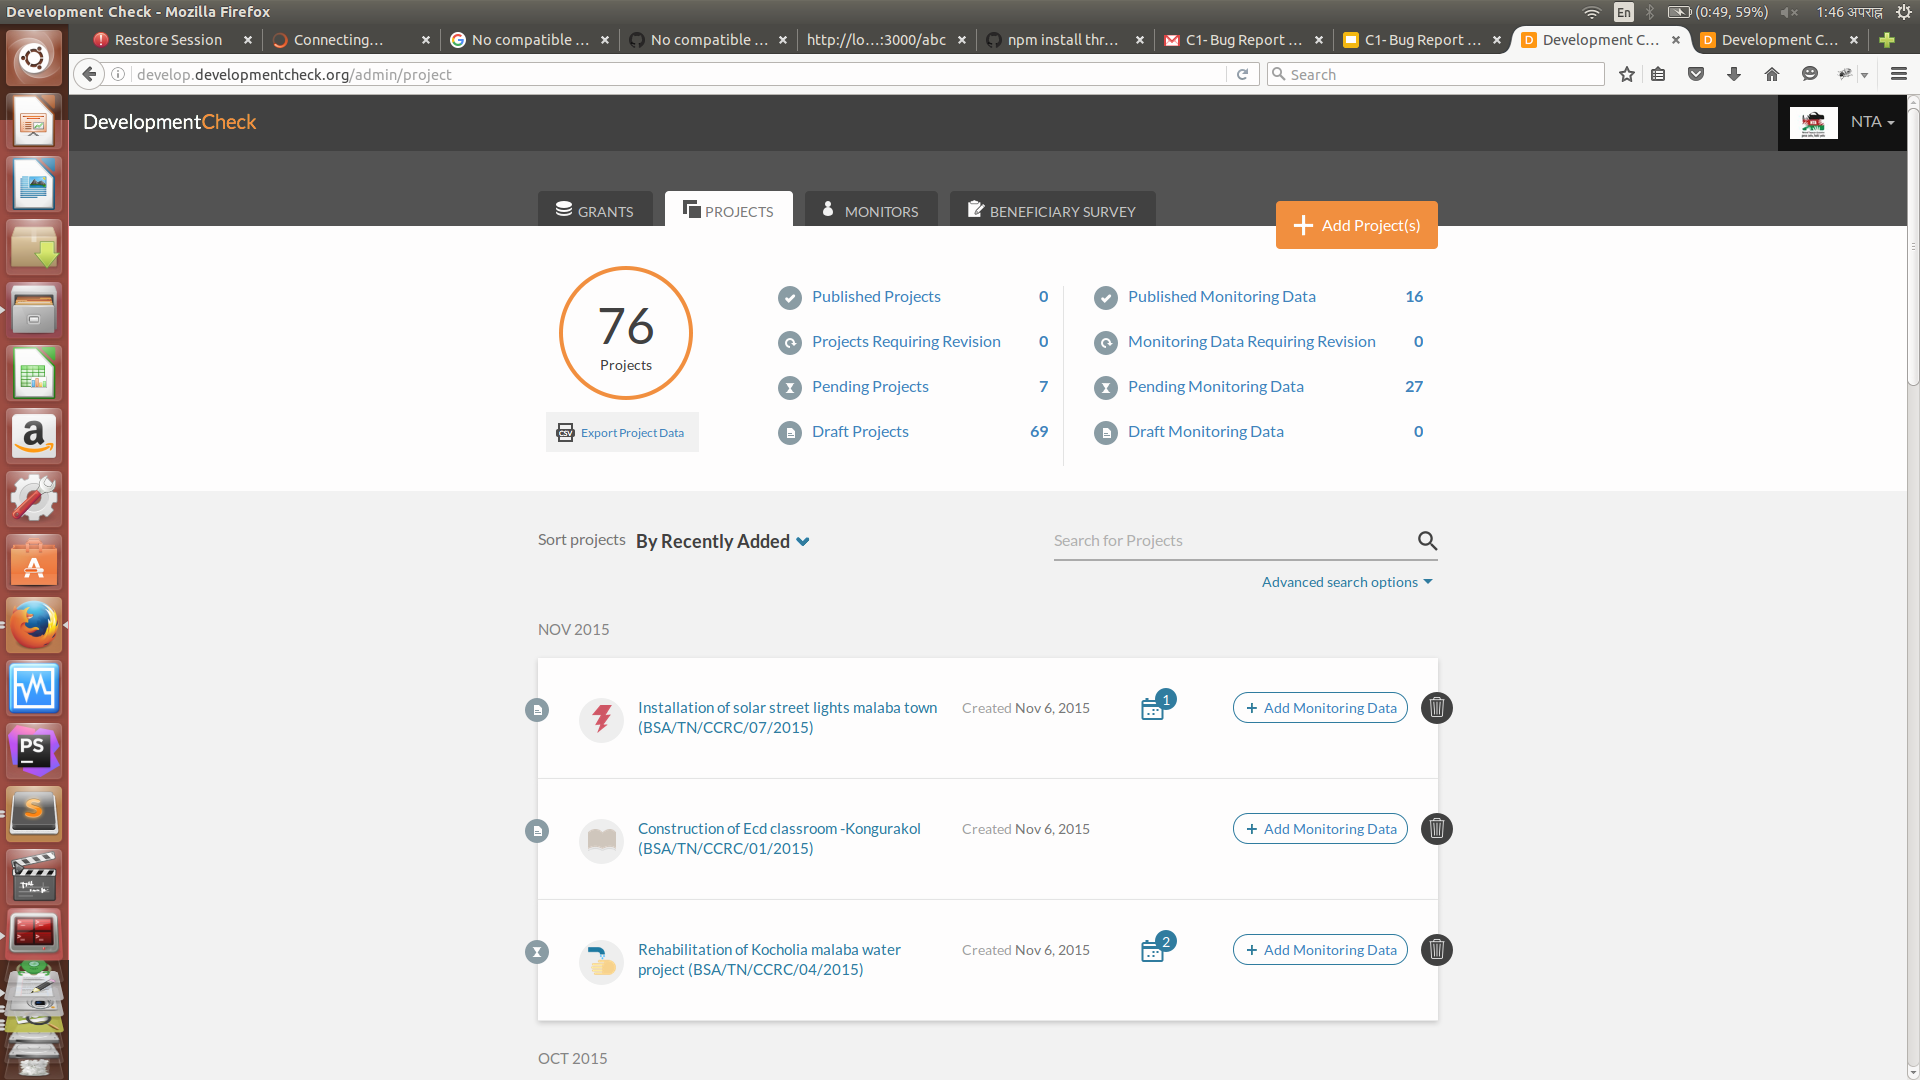 Development Check - Mozilla Firefox
En (0:49, 59%) 1:46 अपराह्न
Restore Session Connecting... No compatible ... No compatible ... http://lo...:3000/abc npm install thr... C1- Bug Report ... C1- Bug Report ... Development C... Development C...
develop.developmentcheck.org/admin/project Search
DevelopmentCheck NTA
GRANTS PROJECTS MONITORS BENEFICIARY SURVEY
Add Project(s)
76
Projects
CSV Export Project Data
Published Projects 0
Projects Requiring Revision 0
Pending Projects 7
Draft Projects 69
Published Monitoring Data 16
Monitoring Data Requiring Revision 0
Pending Monitoring Data 27
Draft Monitoring Data 0
Sort projects By Recently Added
Search for Projects
Advanced search options
NOV 2015
Installation of solar street lights malaba town
(BSA/TN/CCRC/07/2015)
Created Nov 6, 2015
1
+ Add Monitoring Data
Construction of Ecd classroom -Kongurakol
(BSA/TN/CCRC/01/2015)
Created Nov 6, 2015
+ Add Monitoring Data
Rehabilitation of Kocholia malaba water
project (BSA/TN/CCRC/04/2015)
Created Nov 6, 2015
2
+ Add Monitoring Data
OCT 2015
a
A
PS
S